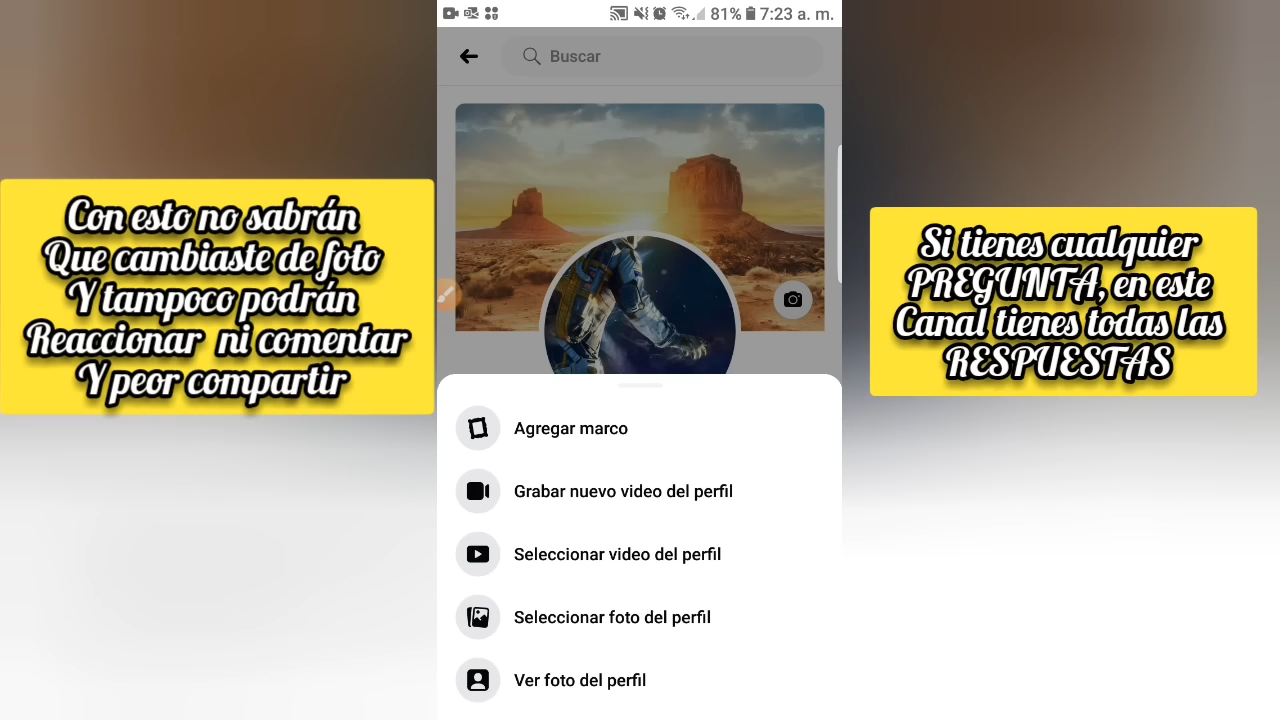 81% 7:23 a. m.
Buscar
Con esto no sabrán
Que cambiaste de foto
Y tampoco podrán
Reaccionar ni comentar
Y peor compartir
Si tienes cualquier
PREGUNTA, en este
Canal tienes todas las
RESPUESTAS
Agregar marco
Grabar nuevo video del perfil
Seleccionar video del perfil
Seleccionar foto del perfil
Ver foto del perfil